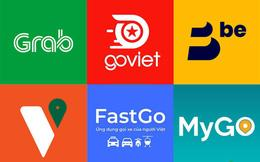 Grab
goviet
be
FastGo
Ứng dụng gọi xe của người Việt
MyGo